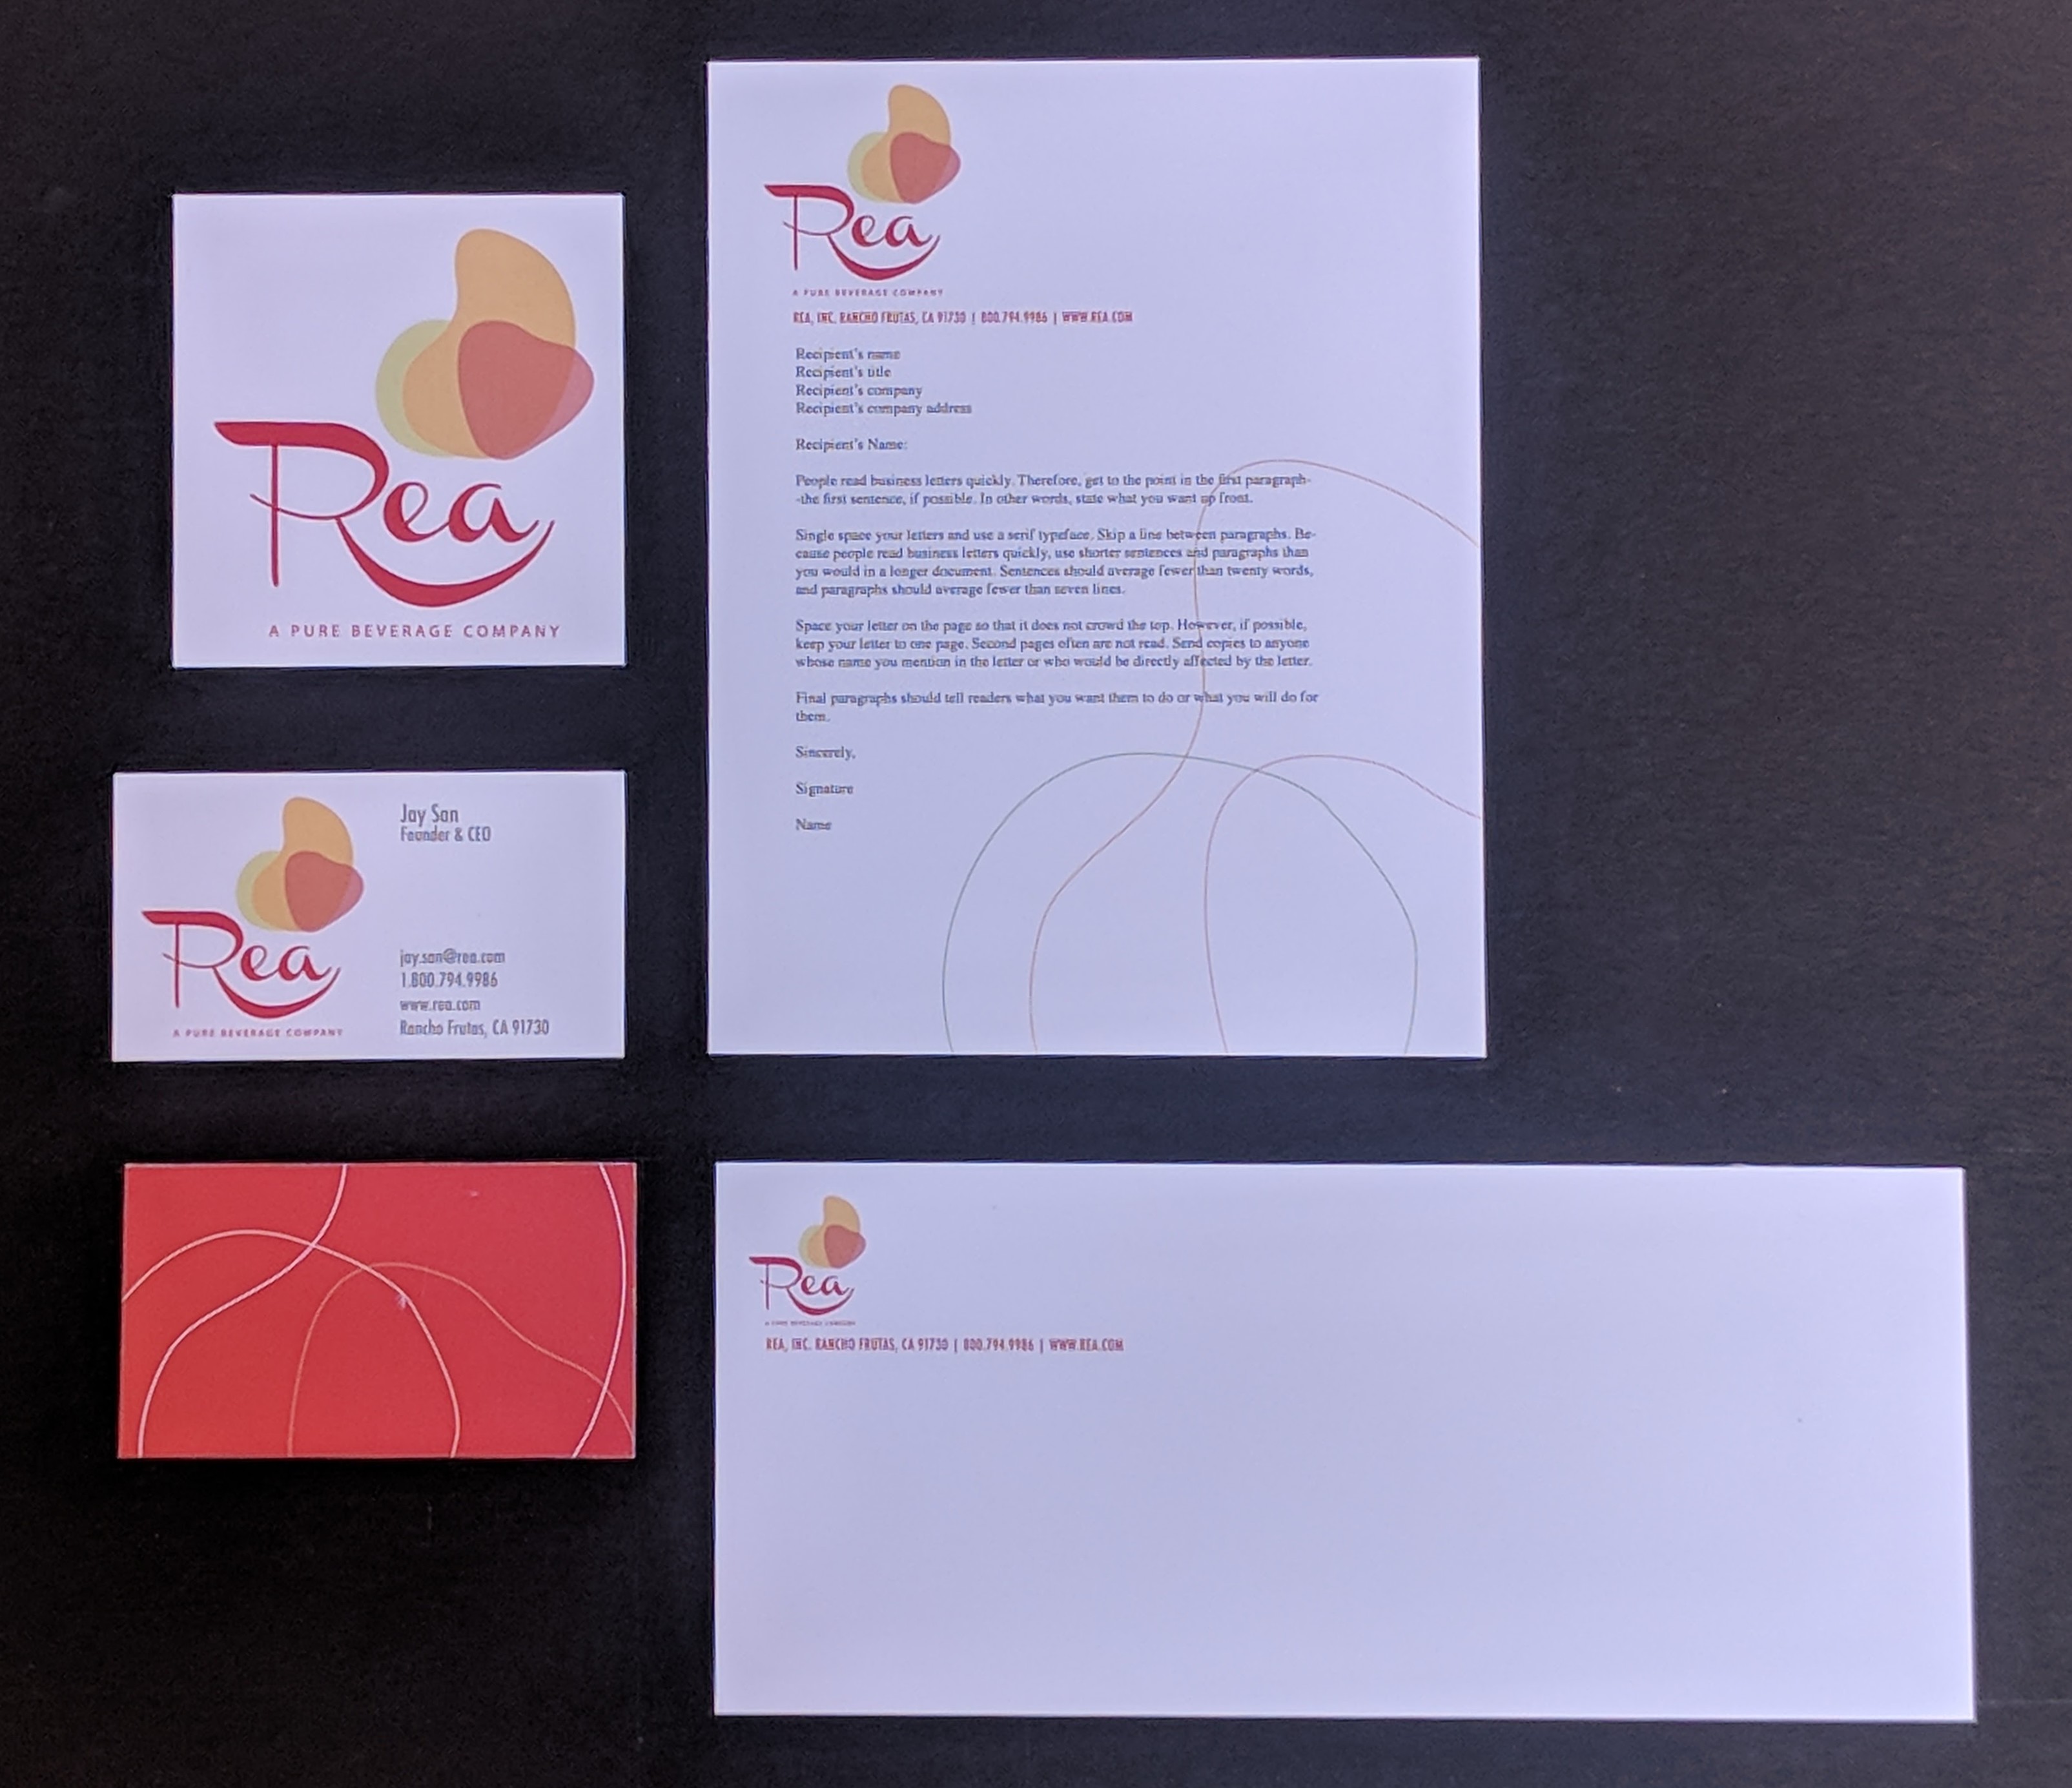 Rea
A PURE BEVERAGE COMPANY
Jay San
Founder & CEO
jay.san@rea.com
1.800.794.9986
www.rea.com
Rancho Frutas, CA 91730
Rea
A PURE BEVERAGE COMPANY
Rea
A PURE BEVERAGE COMPANY
REA, INC. RANCHO FRUTAS, CA 91730 | 800.794.9986 | WWW.REA.COM
Recipient's name
Recipient's title
Recipient's company
Recipient's company address
Recipient's Name:
People read business letters quickly. Therefore, get to the point in the first paragraph-
-the first sentence, if possible. In other words, state what you want up front.
Single space your letters and use a serif typeface. Skip a line between paragraphs. Be-
cause people read business letters quickly, use shorter sentences and paragraphs than
you would in a longer document. Sentences should average fewer than twenty words,
and paragraphs should average fewer than seven lines.
Space your letter on the page so that it does not crowd the top. However, if possible,
keep your letter to one page. Second pages often are not read. Send copies to anyone
whose name you mention in the letter or who would be directly affected by the letter.
Final paragraphs should tell readers what you want them to do or what you will do for
them.
Sincerely,
Signature
Name
Rea
A PURE BEVERAGE COMPANY
REA, INC. RANCHO FRUTAS, CA 91730 | 800.794.9986 | WWW.REA.COM